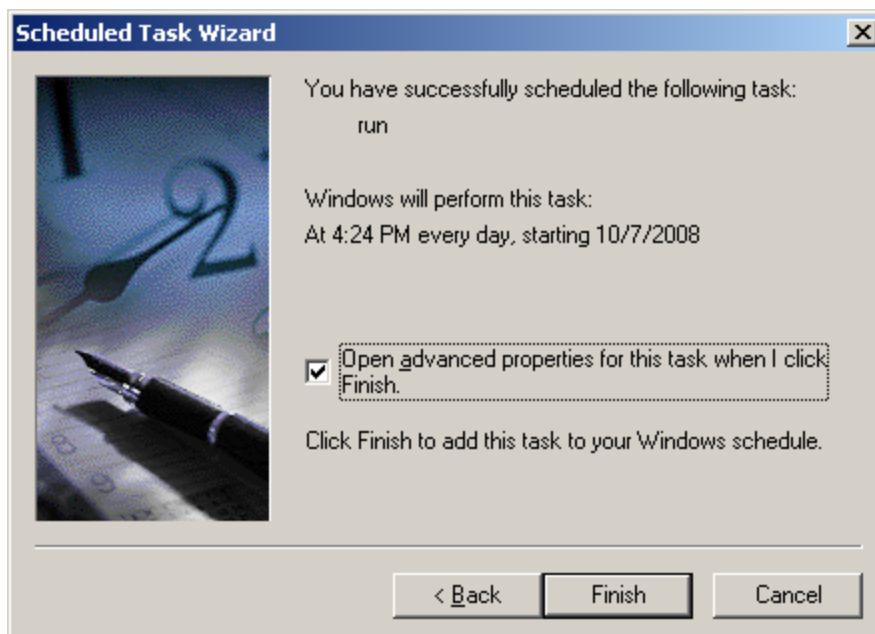 Scheduled Task Wizard
You have successfully scheduled the following task:
run
Windows will perform this task:
At 4:24 PM every day, starting 10/7/2008
Open advanced properties for this task when I click
Finish.
Click Finish to add this task to your Windows schedule.
< Back
Finish
Cancel